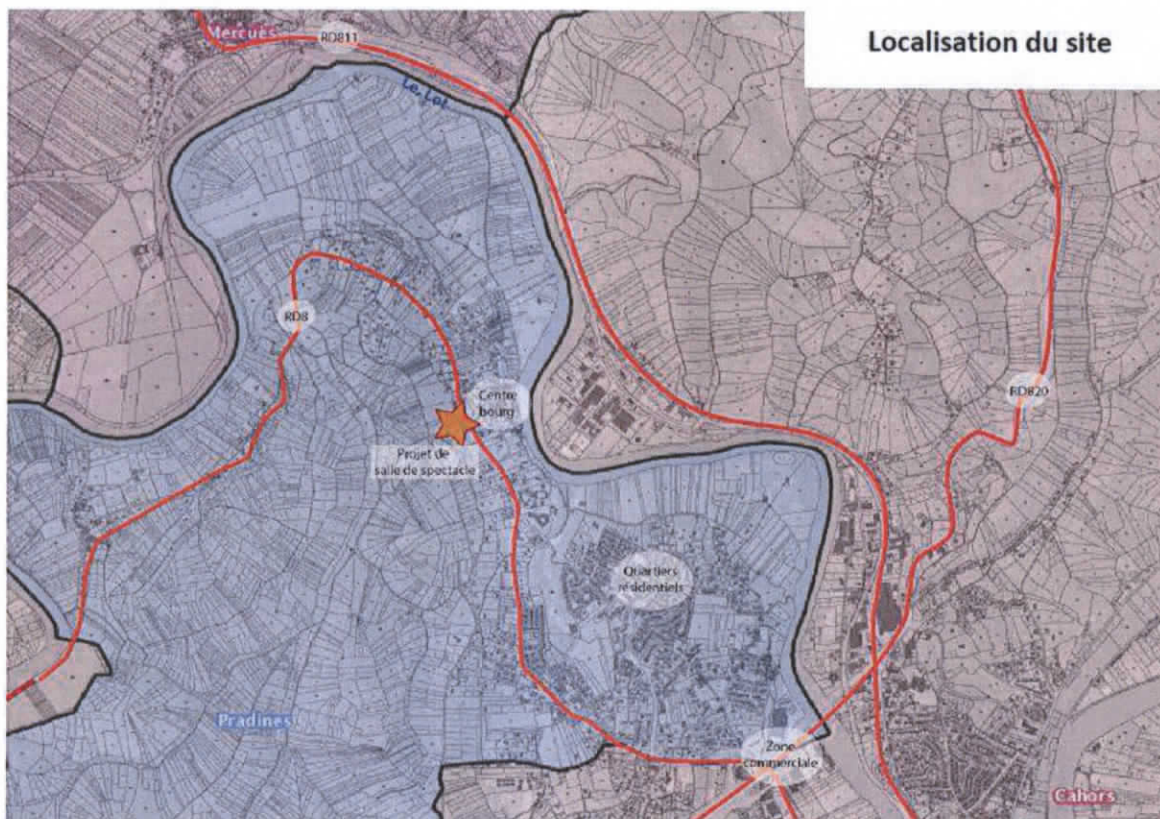 Localisation du site
Mercuès
RD811
Le Lot
RD8
Centre
bourg
Projet de
salle de spectacle
RD820
Quartiers
résidentiels
Pradines
Zone
commerciale
Cahors